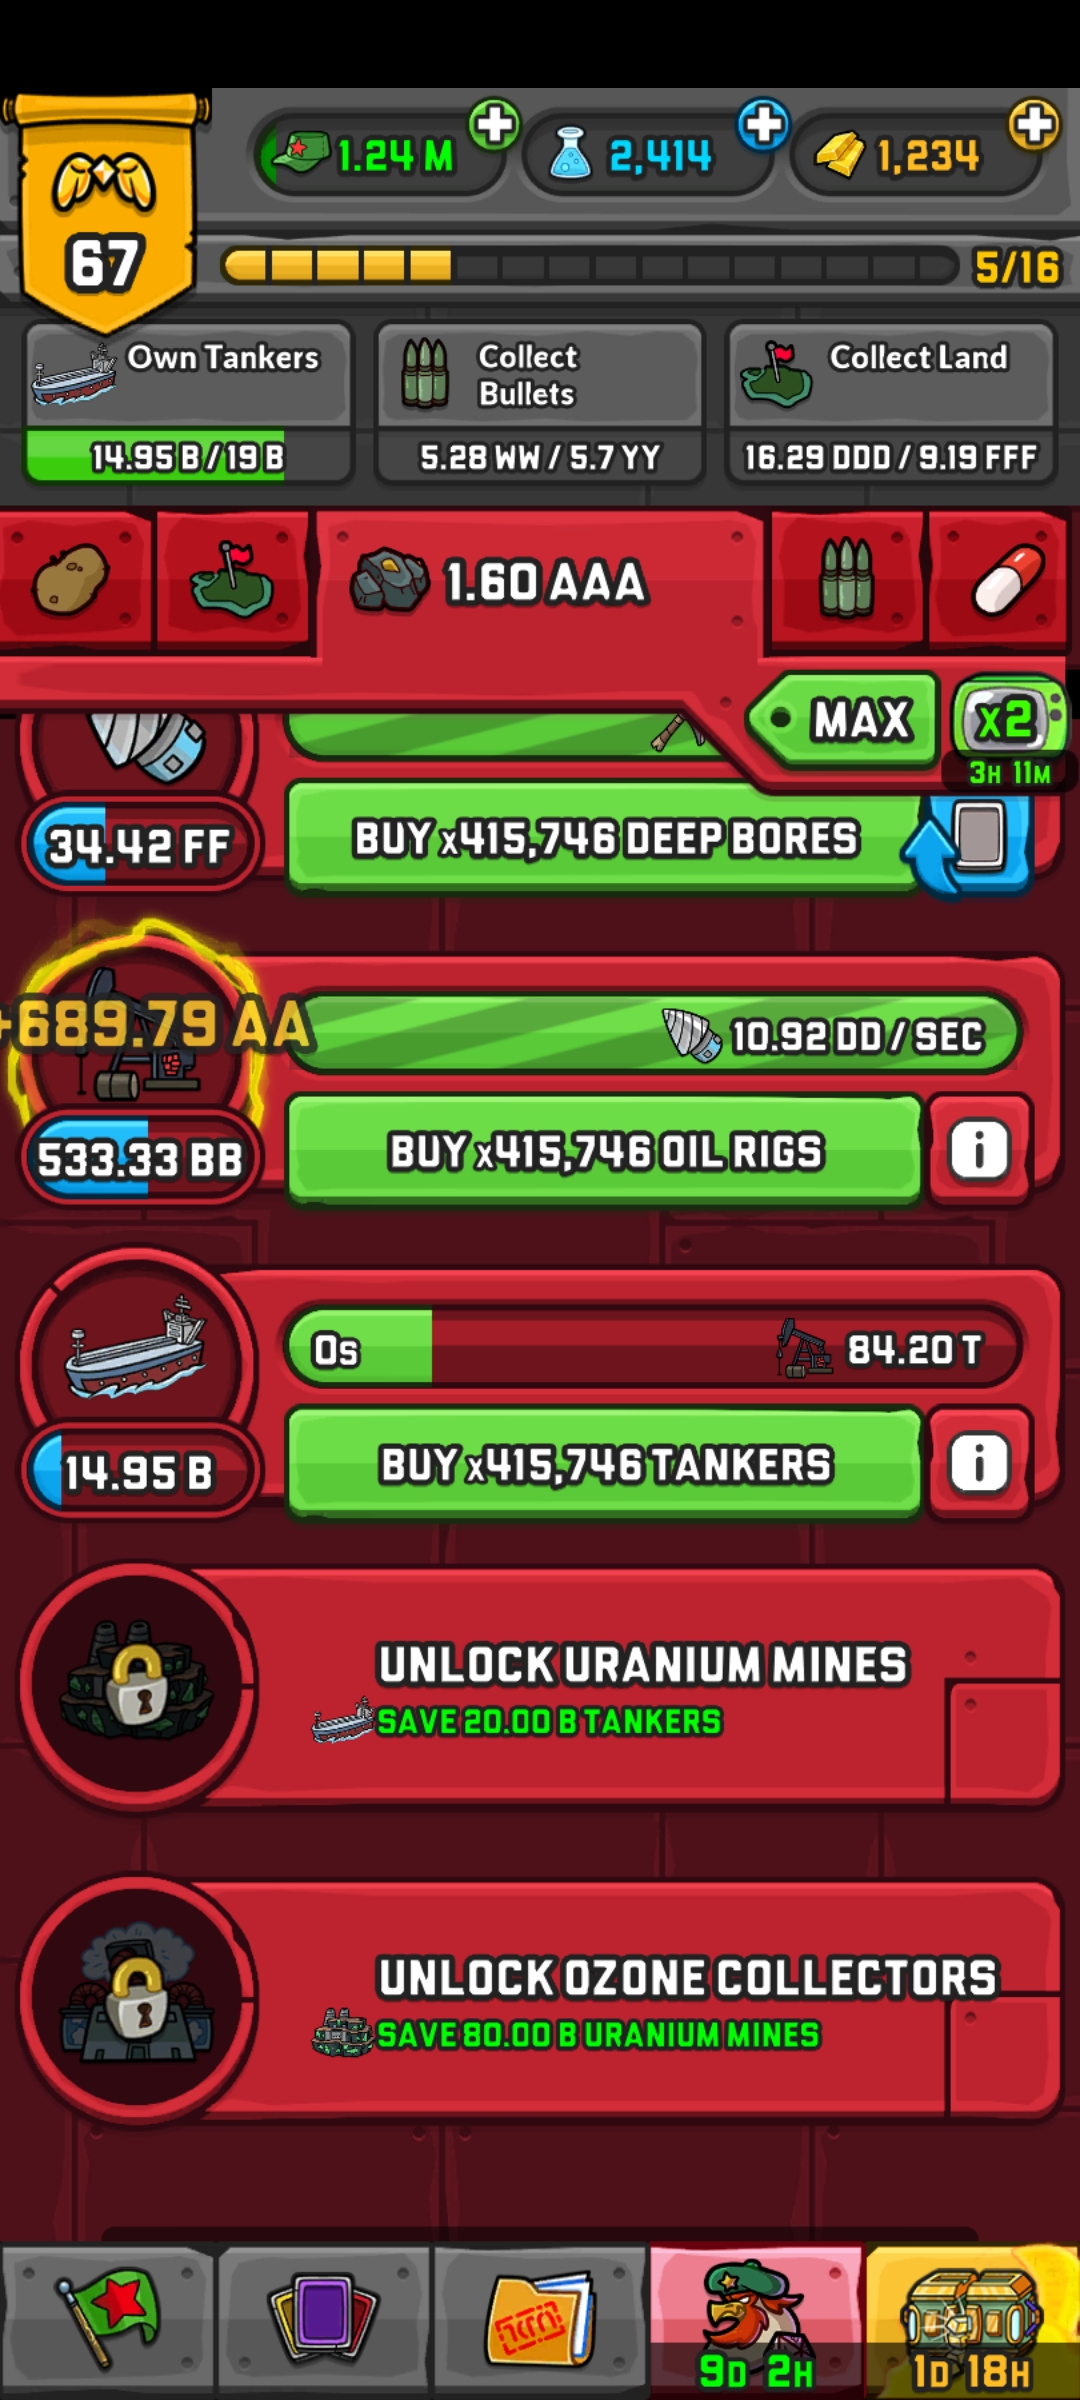 1.24 M
2,414
1,234
67
5/16
Own Tankers
14.95 B / 19 B
Collect
Bullets
5.28 WW / 5.7 YY
Collect Land
16.29 DDD / 9.19 FFF
1.60 AAA
MAX
x2
3H 11M
34.42 FF
BUY x415,746 DEEP BORES
+689.79 AA
10.92 DD / SEC
533.33 BB
BUY x415,746 OIL RIGS
i
0s
84.20 T
14.95 B
BUY x415,746 TANKERS
i
UNLOCK URANIUM MINES
SAVE 20.00 B TANKERS
UNLOCK OZONE COLLECTORS
SAVE 80.00 B URANIUM MINES
9D 2H
1D 18H